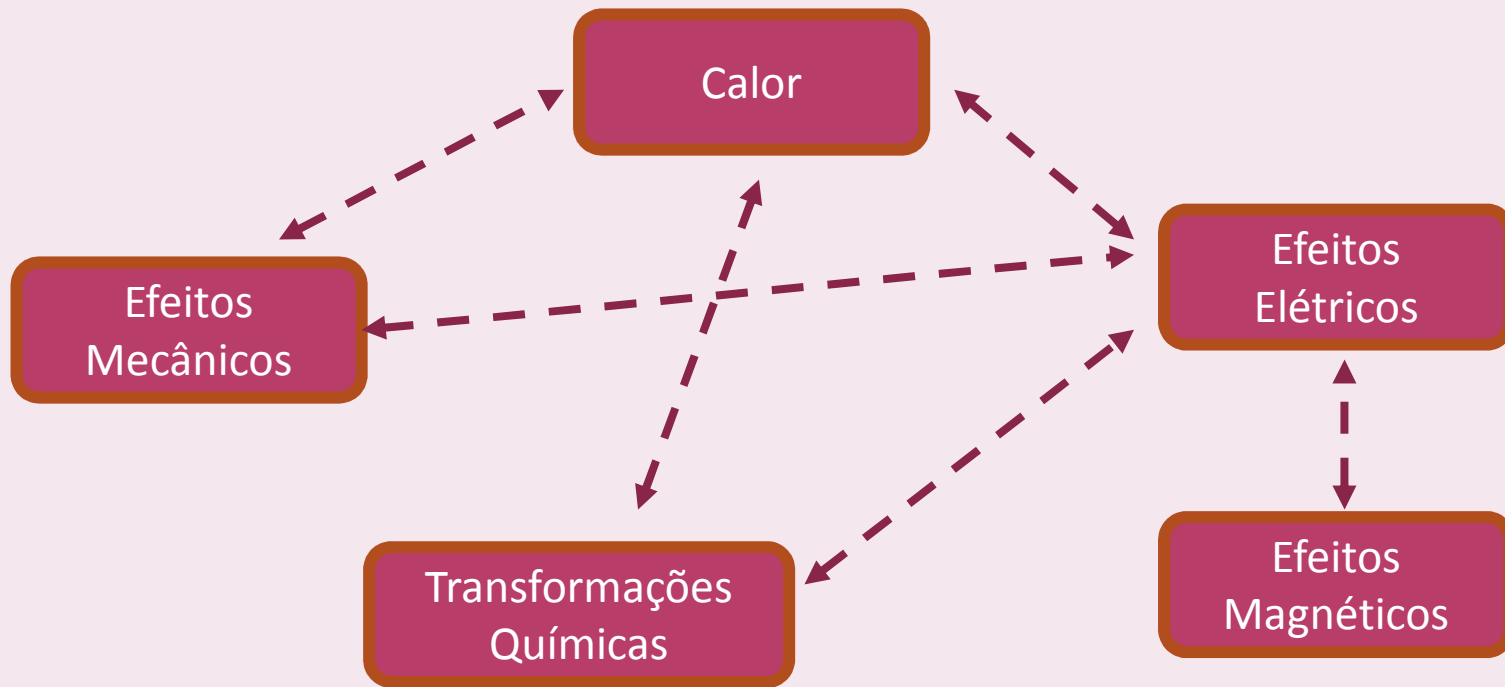 Calor
Efeitos
Mecânicos
Efeitos
Elétricos
Transformações
Químicas
Efeitos
Magnéticos